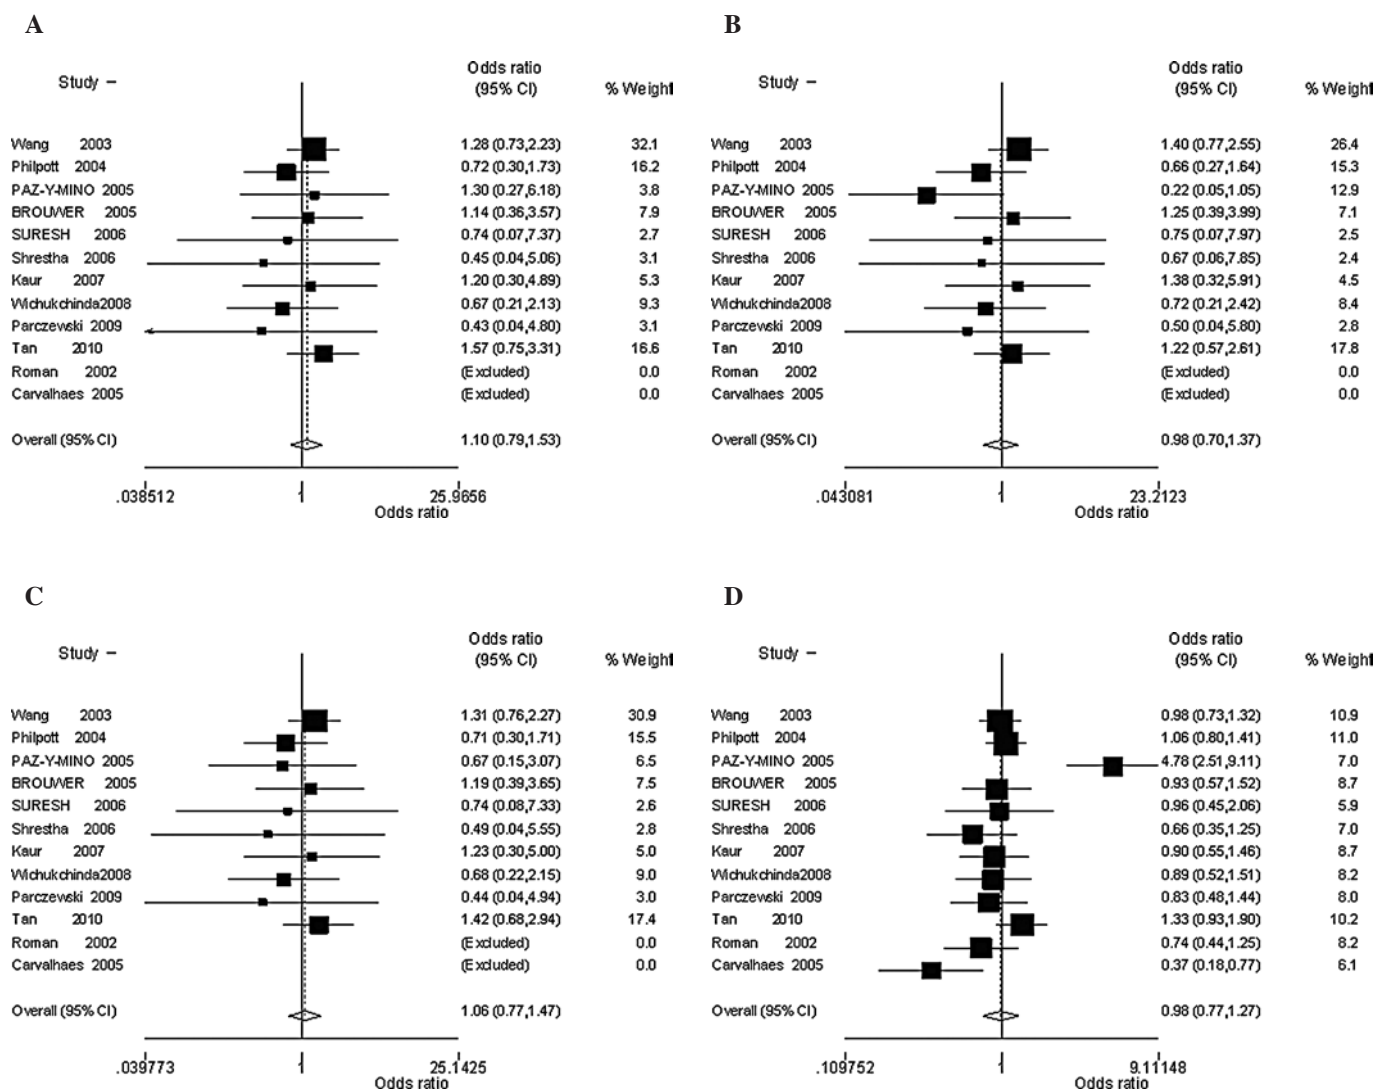 A
Study –
Odds ratio
(95% CI)
% Weight
Wang 2003 1.28 (0.73,2.23) 32.1
Philpott 2004 0.72 (0.30,1.73) 16.2
PAZ-Y-MINO 2005 1.30 (0.27,6.18) 3.8
BROUWER 2005 1.14 (0.36,3.57) 7.9
SURESH 2006 0.74 (0.07,7.37) 2.7
Shrestha 2006 0.45 (0.04,5.06) 3.1
Kaur 2007 1.20 (0.30,4.89) 5.3
Wichukchinda2008 0.67 (0.21,2.13) 9.3
Parczewski 2009 0.43 (0.04,4.80) 3.1
Tan 2010 1.57 (0.75,3.31) 16.6
Roman 2002 (Excluded) 0.0
Carvalhaes 2005 (Excluded) 0.0
Overall (95% CI) 1.10 (0.79,1.53)
.038512 1 25.9656
Odds ratio
B
Odds ratio
Study –
(95% CI)
% Weight
Wang 2003 1.40 (0.77,2.55) 26.4
Philpott 2004 0.66 (0.27,1.64) 15.3
PAZ-Y-MINO 2005 0.22 (0.05,1.05) 12.9
BROUWER 2005 1.25 (0.39,3.99) 7.1
SURESH 2006 0.75 (0.07,7.97) 2.5
Shrestha 2006 0.67 (0.06,7.85) 2.4
Kaur 2007 1.38 (0.32,5.91) 4.5
Wichukchinda2008 0.72 (0.21,2.42) 8.4
Parczewski 2009 0.50 (0.04,5.80) 2.8
Tan 2010 1.22 (0.57,2.61) 17.8
Roman 2002 (Excluded) 0.0
Carvalhaes 2005 (Excluded) 0.0
Overall (95% CI) 0.98 (0.70,1.37)
.043081 1 23.2123
Odds ratio
C
Odds ratio
Study –
(95% CI)
% Weight
Wang 2003 1.31 (0.76,2.27) 30.9
Philpott 2004 0.71 (0.30,1.71) 15.5
PAZ-Y-MINO 2005 0.67 (0.15,3.07) 6.5
BROUWER 2005 1.19 (0.39,3.65) 7.5
SURESH 2006 0.74 (0.08,7.33) 2.6
Shrestha 2006 0.49 (0.04,5.55) 2.8
Kaur 2007 1.23 (0.30,5.00) 5.0
Wichukchinda2008 0.68 (0.22,2.15) 9.0
Parczewski 2009 0.44 (0.04,4.94) 3.0
Tan 2010 1.42 (0.68,2.94) 17.4
Roman 2002 (Excluded) 0.0
Carvalhaes 2005 (Excluded) 0.0
Overall (95% CI) 1.06 (0.77,1.47)
.039773 1 25.1425
Odds ratio
D
Odds ratio
Study –
(95% CI)
% Weight
Wang 2003 0.98 (0.73,1.32) 10.9
Philpott 2004 1.06 (0.80,1.41) 11.0
PAZ-Y-MINO 2005 4.78 (2.51,9.11) 7.0
BROUWER 2005 0.93 (0.57,1.52) 8.7
SURESH 2006 0.96 (0.45,2.06) 5.9
Shrestha 2006 0.66 (0.35,1.25) 7.0
Kaur 2007 0.90 (0.55,1.46) 8.7
Wichukchinda2008 0.89 (0.52,1.51) 8.2
Parczewski 2009 0.83 (0.48,1.44) 8.0
Tan 2010 1.33 (0.93,1.90) 10.2
Roman 2002 0.74 (0.44,1.25) 8.2
Carvalhaes 2005 0.37 (0.18,0.77) 6.1
Overall (95% CI) 0.98 (0.77,1.27)
.109752 1 9.11148
Odds ratio